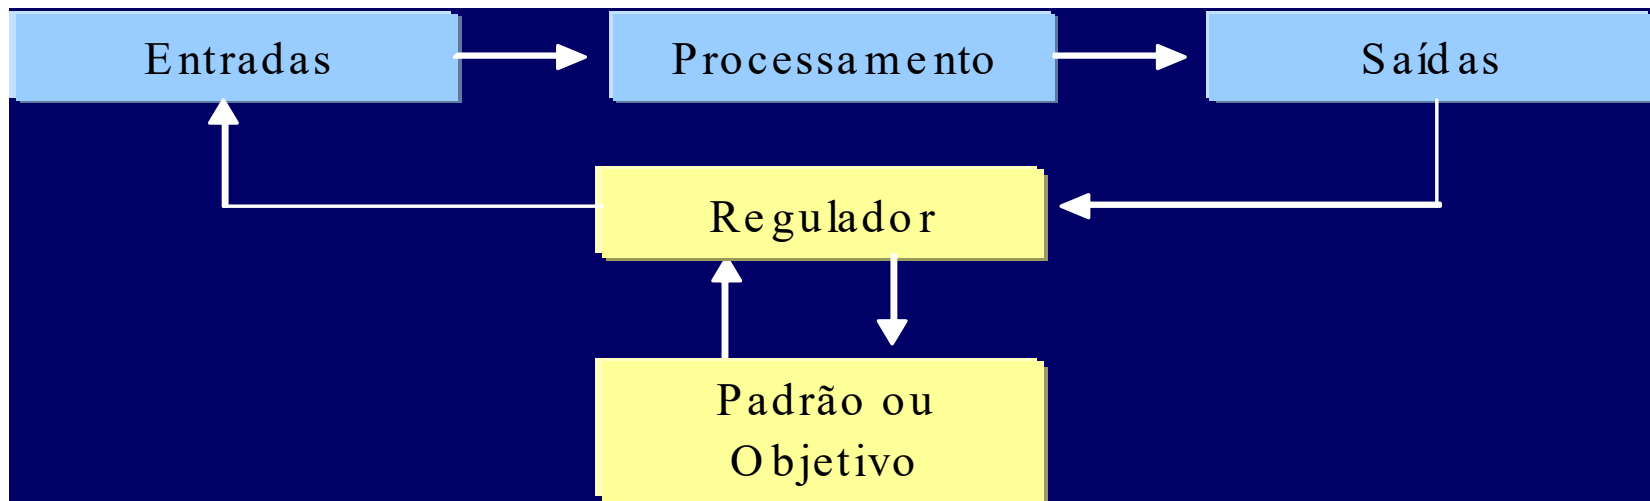 Entradas
Processamento
Saídas
Regulador
Padrão ou
Objetivo